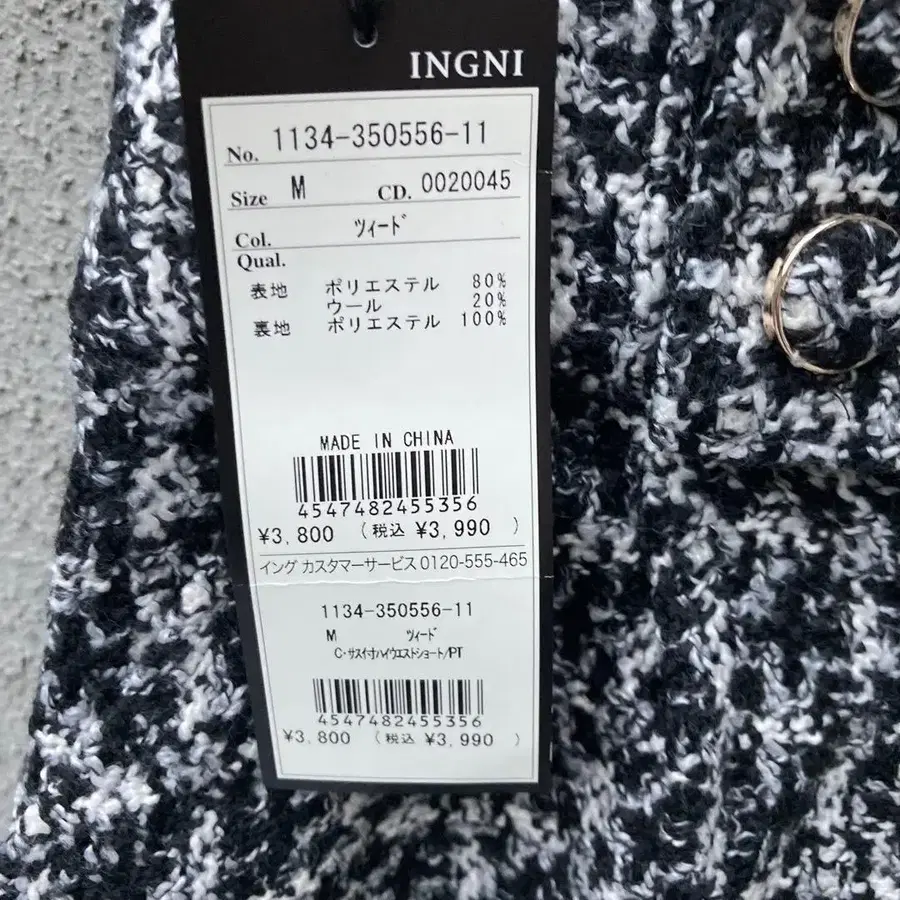 INGNI
No. 1134-350556-11
Size M CD. 0020045
Col. ツィード
Qual.
表地 ポリエステル 80%
ウール 20%
裏地 ポリエステル 100%
MADE IN CHINA
4547482455356
¥3,800 (税込 ¥3,990 )
イング カスタマーサービス 0120-555-465
1134-350556-11
M ツィード
C・サスイ寸ハイウエストショート/PT
4547482455356
¥3,800 (税込 ¥3,990 )